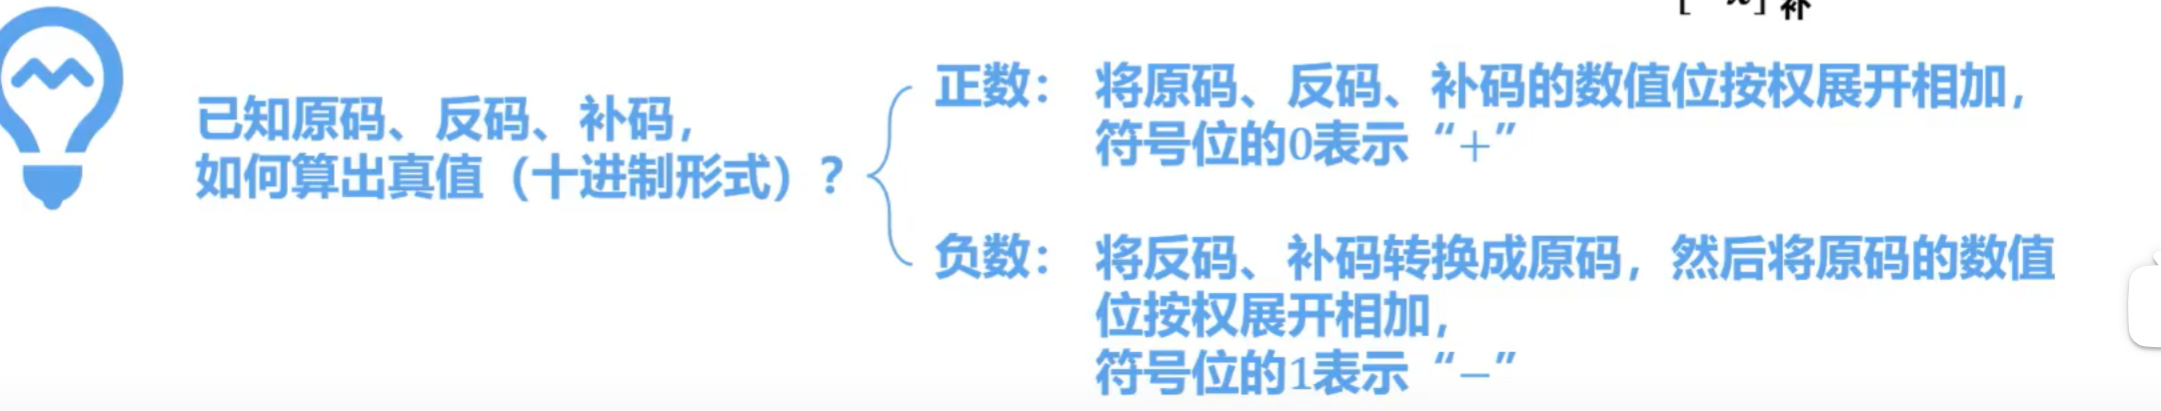 已知原码、反码、补码,
如何算出真值（十进制形式）?
正数： 将原码、反码、补码的数值位按权展开相加,
符号位的0表示“+”
负数： 将反码、补码转换成原码，然后将原码的数值
位按权展开相加,
符号位的1表示“−”